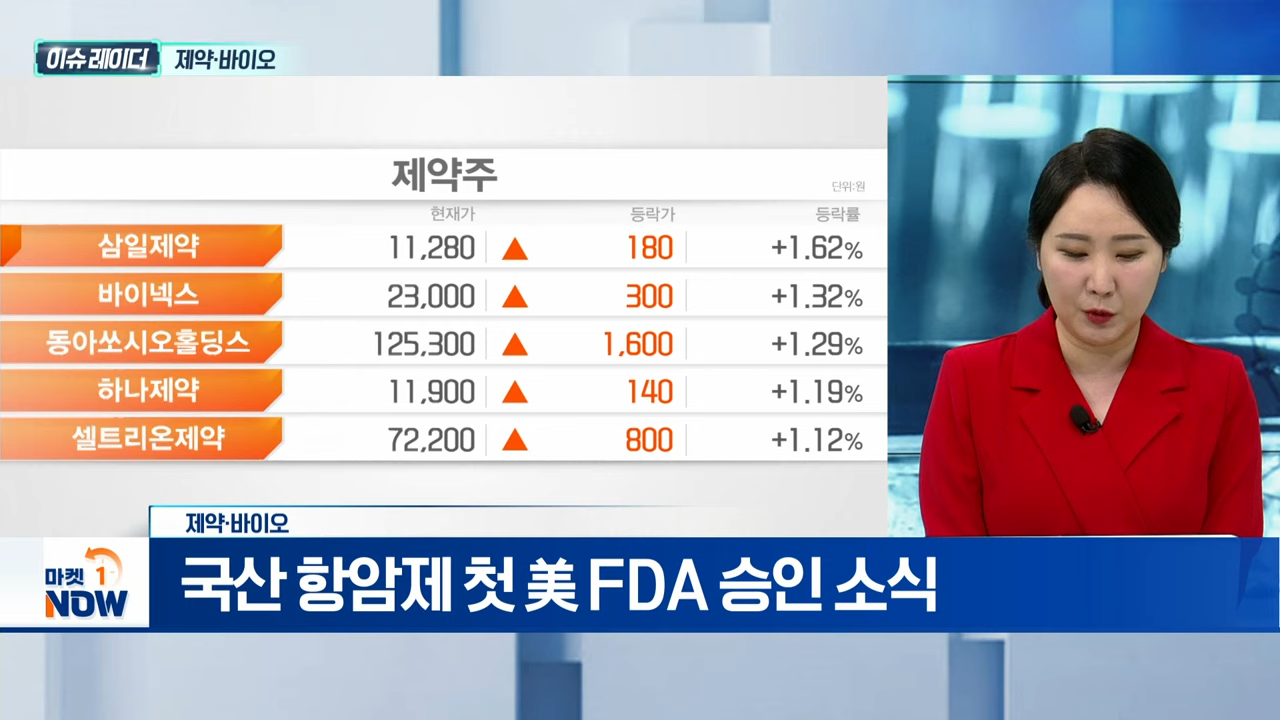 이슈 레이더 제약·바이오
제약주
단위:원
현재가 등락가 등락률
삼일제약 11,280 ▲ 180 +1.62%
바이넥스 23,000 ▲ 300 +1.32%
동아쏘시오홀딩스 125,300 ▲ 1,600 +1.29%
하나제약 11,900 ▲ 140 +1.19%
셀트리온제약 72,200 ▲ 800 +1.12%
제약·바이오
마켓 1
NOW
국산 항암제 첫 美 FDA 승인 소식